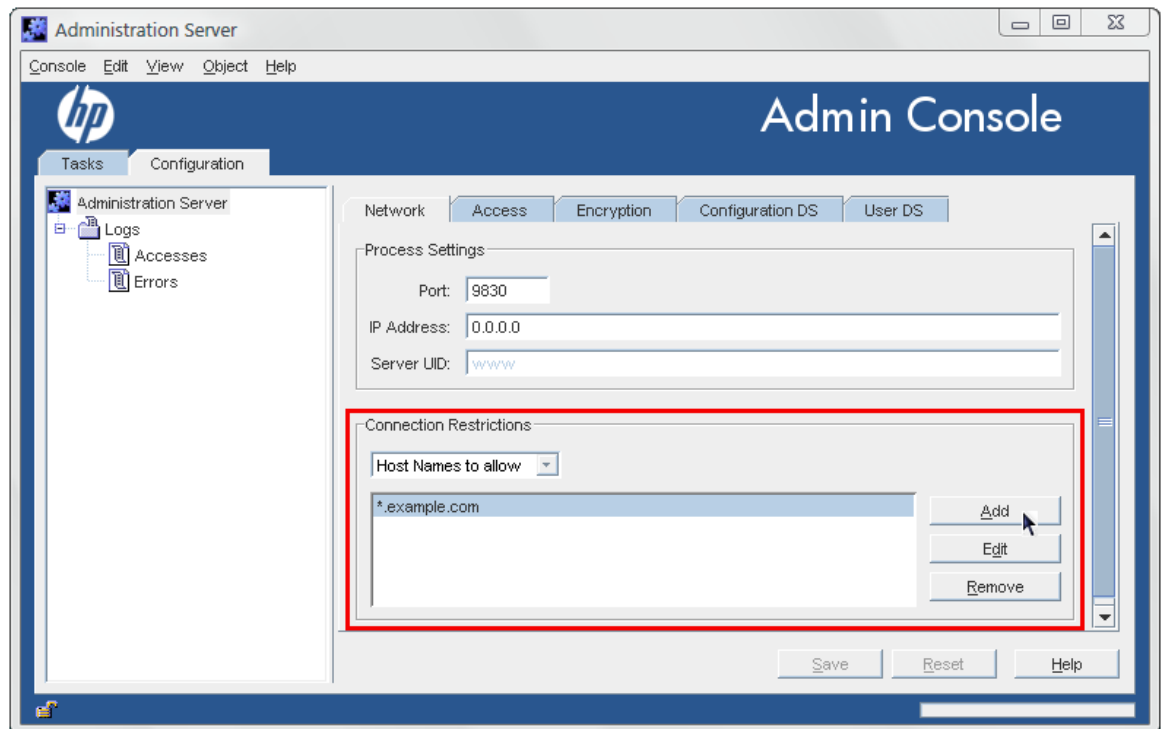 Administration Server
Console Edit View Object Help
hp
Admin Console
Tasks Configuration
Administration Server
Logs
Accesses
Errors
Network Access Encryption Configuration DS User DS
Process Settings
Port: 9830
IP Address: 0.0.0.0
Server UID: www
Connection Restrictions
Host Names to allow
*.example.com
Add
Edit
Remove
Save Reset Help